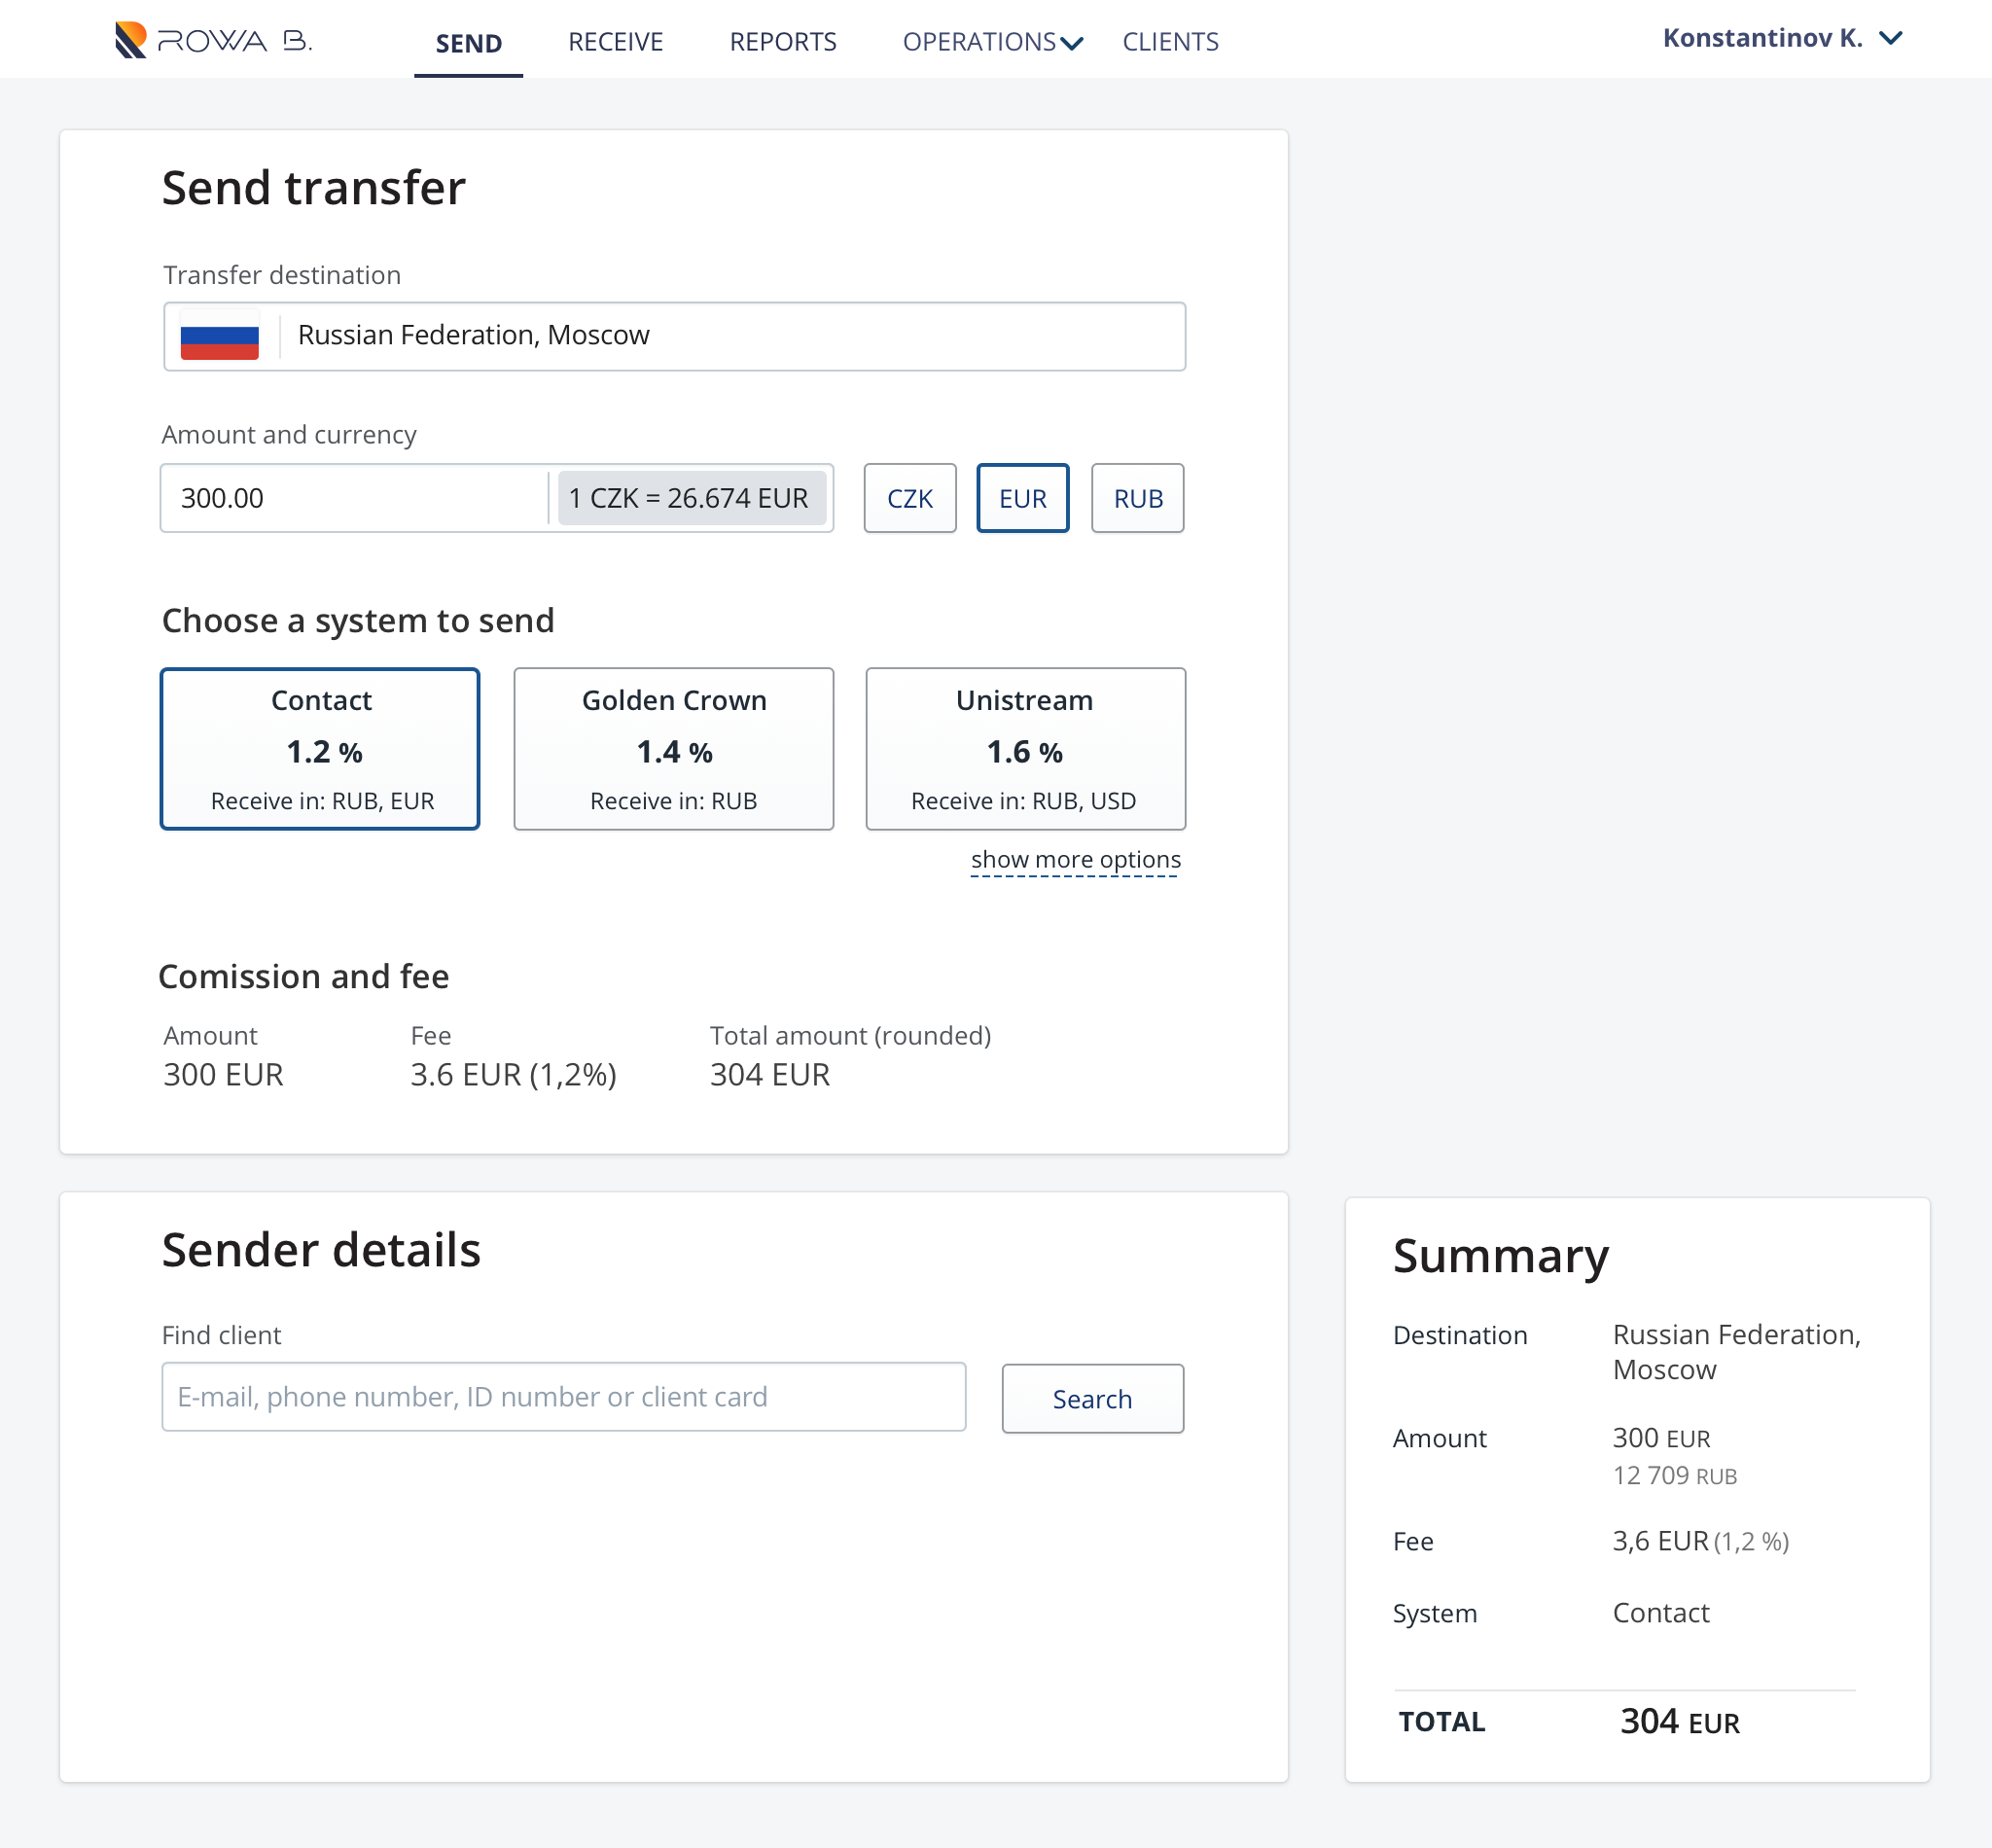 ROWA B.
SEND
RECEIVE
REPORTS
OPERATIONS
CLIENTS
Konstantinov K.
Send transfer
Transfer destination
Russian Federation, Moscow
Amount and currency
300.00
1 CZK = 26.674 EUR
CZK
EUR
RUB
Choose a system to send
Contact
1.2 %
Receive in: RUB, EUR
Golden Crown
1.4 %
Receive in: RUB
Unistream
1.6 %
Receive in: RUB, USD
show more options
Comission and fee
Amount
300 EUR
Fee
3.6 EUR (1,2%)
Total amount (rounded)
304 EUR
Sender details
Find client
E-mail, phone number, ID number or client card
Search
Summary
Destination
Russian Federation,
Moscow
Amount
300 EUR
12 709 RUB
Fee
3,6 EUR (1,2 %)
System
Contact
TOTAL
304 EUR